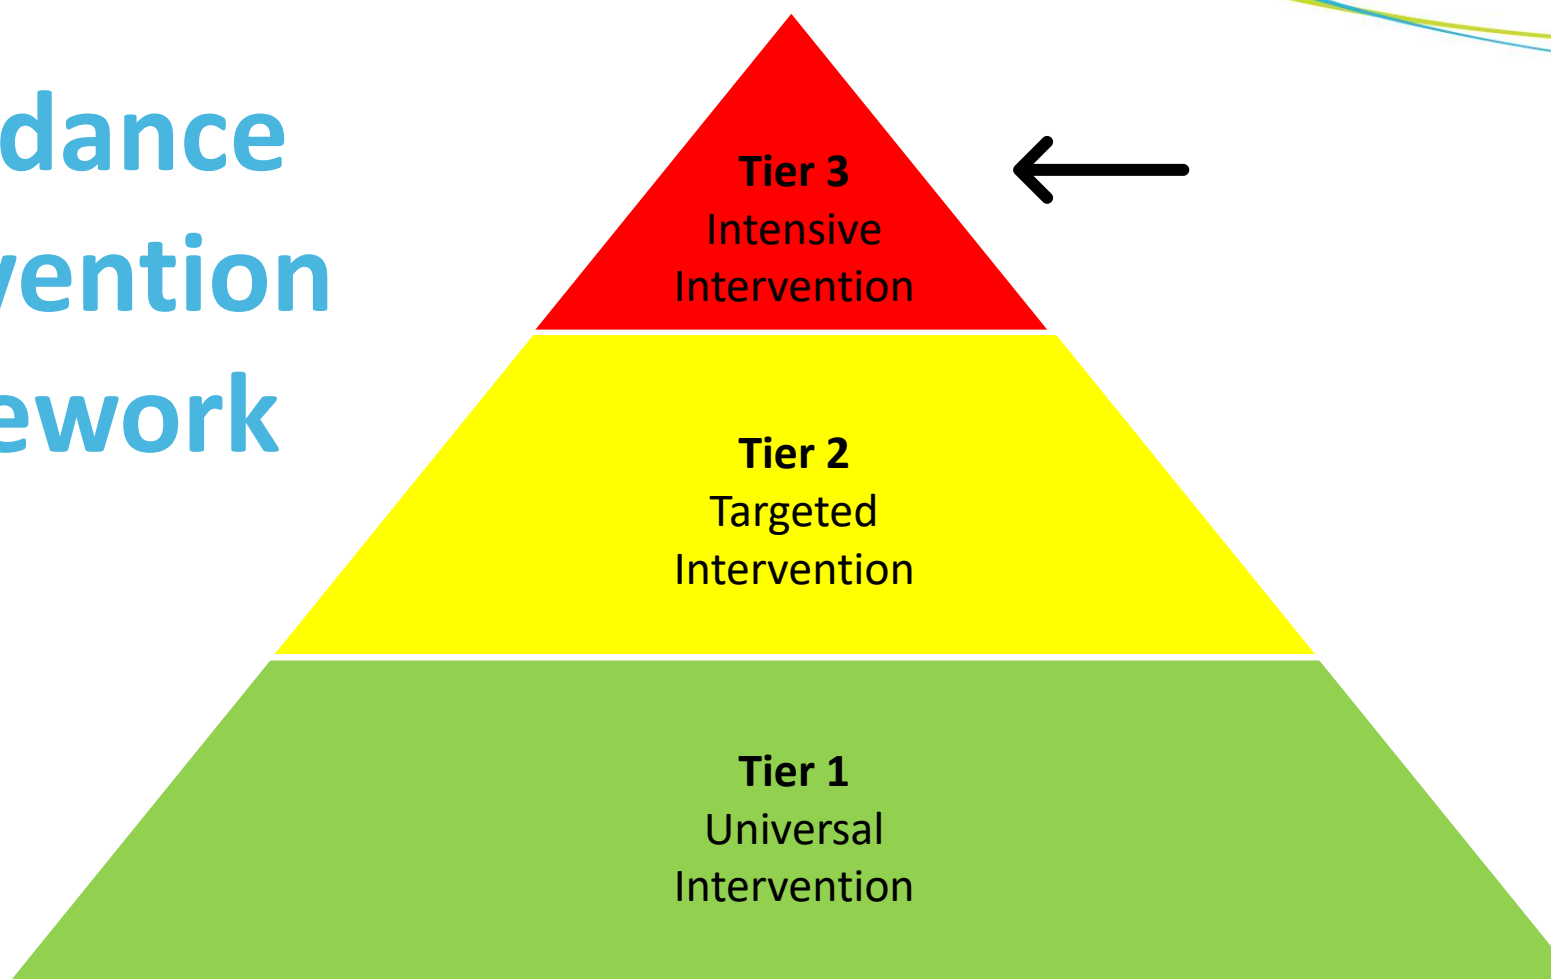 dance
vention
ework
Tier 3
Intensive
Intervention
Tier 2
Targeted
Intervention
Tier 1
Universal
Intervention